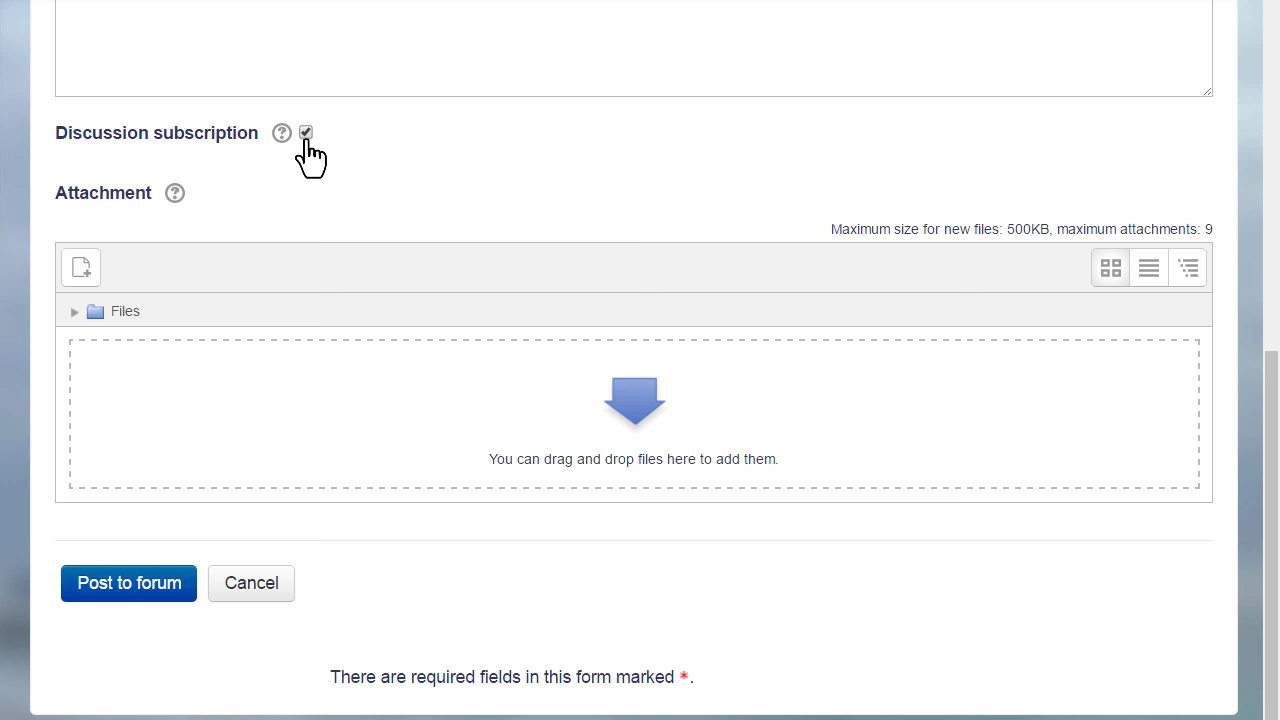 Discussion subscription
Attachment
Maximum size for new files: 500KB, maximum attachments: 9
Files
You can drag and drop files here to add them.
Post to forum Cancel
There are required fields in this form marked *.